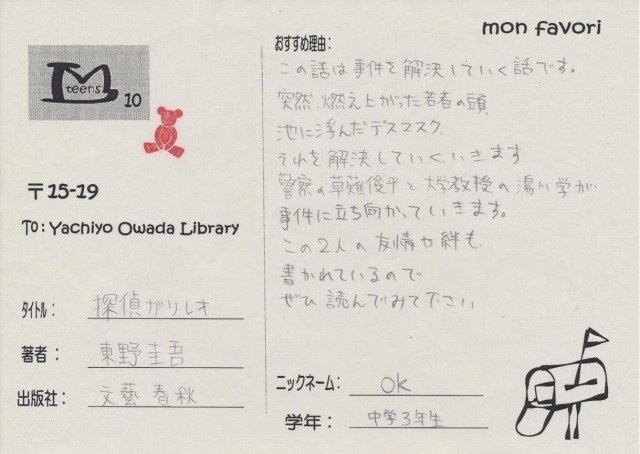 mon favori
teens 10
〒15-19
To: Yachiyo Owada Library
タイトル: 探偵ガリレオ
著者: 東野圭吾
出版社: 文藝春秋
おすすめ理由:
この話は事件を解決していく話です。
突然、燃え上がった若者の頭、
池に浮んだデスマスク、
それを解決していく、いきます
警察の草薙俊平と大学教授の湯川学が
事件に立ち向かっていきます。
この2人の友情や絆も
書かれているので
ぜひ読んでみて下さい
ニックネーム: OK
学年: 中学3年生